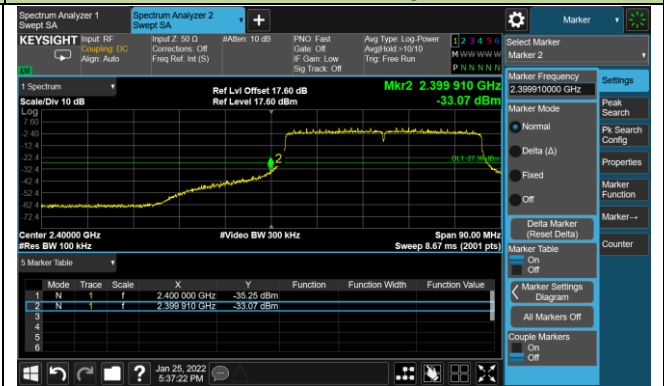 Spectrum Analyzer 1
Swept SA
Spectrum Analyzer 2
Swept SA
+
Marker
KEYSIGHT
Input: RF
Coupling: DC
Align: Auto
Input Z: 50 Ω
Corrections: Off
Freq Ref: Int (S)
#Atten: 10 dB
PNO: Fast
Gate: Off
IF Gain: Low
Sig Track: Off
Avg Type: Log-Power
Avg|Hold:>10/10
Trig: Free Run
1 2 3 4 5 6
M W W W W W
P N N N N N
Select Marker
Marker 2
Marker Frequency
2.399910000 GHz
Settings
1 Spectrum
Scale/Div 10 dB
Ref Lvl Offset 17.60 dB
Ref Level 17.60 dBm
Mkr2 2.399 910 GHz
-33.07 dBm
Log
7.60
-2.40
-12.4
-22.4
-32.4
-42.4
-52.4
-62.4
-72.4
2
DL1 -27.36 dBm
Center 2.40000 GHz
#Res BW 100 kHz
#Video BW 300 kHz
Span 90.00 MHz
Sweep 8.67 ms (2001 pts)
Marker Mode
Normal
Delta (Δ)
Fixed
Off
Delta Marker
(Reset Delta)
Marker Table
On
Off
Marker Settings
Diagram
All Markers Off
Couple Markers
On
Off
Peak
Search
Pk Search
Config
Properties
Marker
Function
Marker→
Counter
5 Marker Table
Mode Trace Scale X Y Function Function Width Function Value
1 N 1 f 2.400 000 GHz -35.25 dBm
2 N 1 f 2.399 910 GHz -33.07 dBm
3
4
5
6
Jan 25, 2022
5:37:22 PM